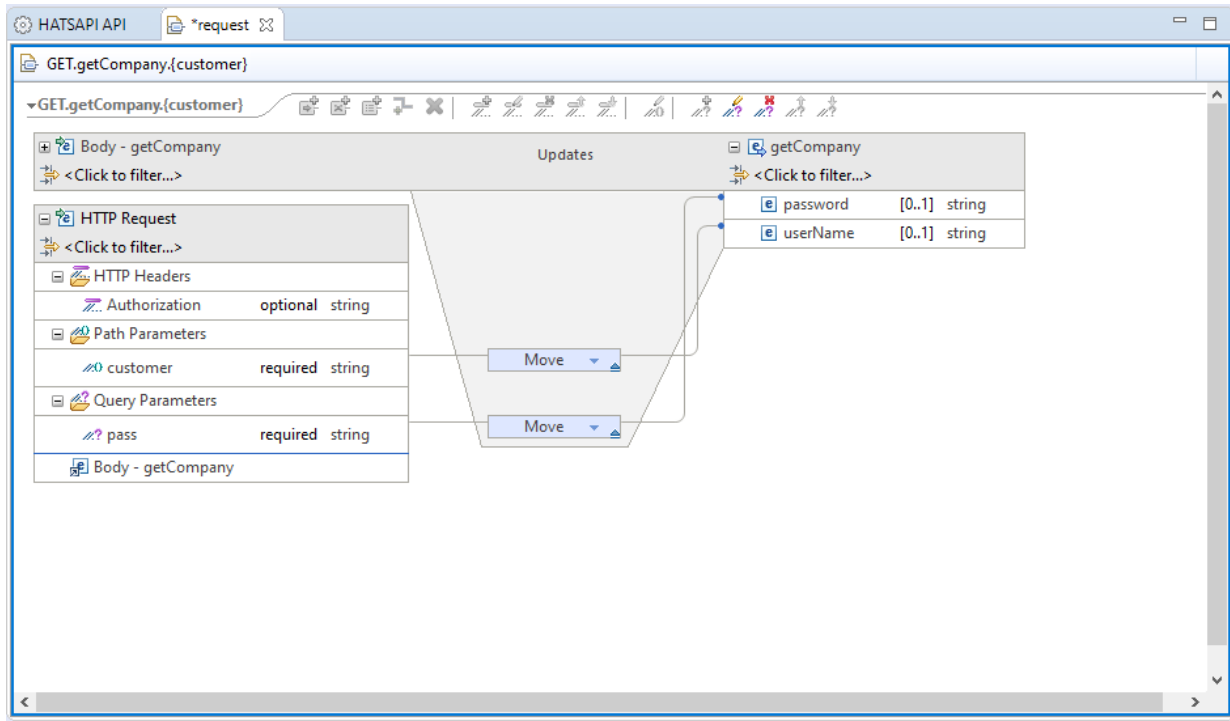 HATSAPI API
*request
GET.getCompany.{customer}
GET.getCompany.{customer}
Body - getCompany
<Click to filter...>
Updates
getCompany
<Click to filter...>
password [0..1] string
userName [0..1] string
HTTP Request
<Click to filter...>
HTTP Headers
Authorization optional string
Path Parameters
customer required string
Move
Query Parameters
pass required string
Move
Body - getCompany